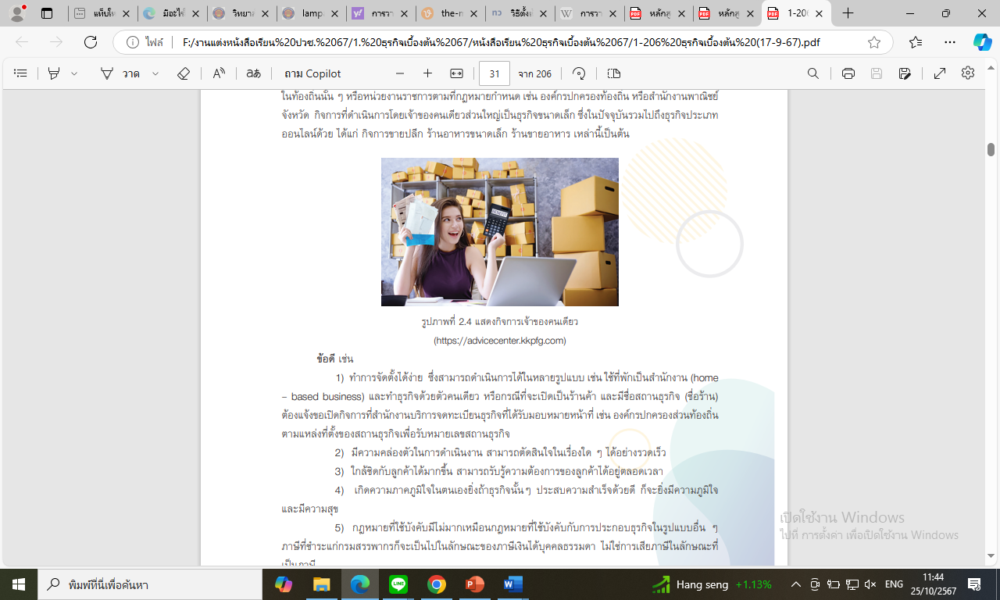 แท็บให
มีอะไร
วิทยาล
lampa
การวา
the-n
วิธีตั้งเ
การวา
หลักสู
หลักสู
1-20
ไฟล์
F:/งานแต่งหนังสือเรียน%20ปวช.%2067/1.%20ธุรกิจเบื้องต้น%2067/หนังสือเรียน%20ธุรกิจเบื้องต้น%2067/1-206%20ธุรกิจเบื้องต้น%20(17-9-67).pdf
วาด
ถาม Copilot
31
จาก 206
ในท้องถิ่นนั้น ๆ หรือหน่วยงานราชการตามที่กฎหมายกำหนด เช่น องค์กรปกครองท้องถิ่น หรือสำนักงานพาณิชย์
จังหวัด กิจการที่ดำเนินการโดยเจ้าของคนเดียวส่วนใหญ่เป็นธุรกิจขนาดเล็ก ซึ่งในปัจจุบันรวมไปถึงธุรกิจประเภท
ออนไลน์ด้วย ได้แก่ กิจการขายปลีก ร้านอาหารขนาดเล็ก ร้านขายอาหาร เหล่านี้เป็นต้น
รูปภาพที่ 2.4 แสดงกิจการเจ้าของคนเดียว
(https://advicecenter.kkpfg.com)
ข้อดี เช่น
1) ทำการจัดตั้งได้ง่าย ซึ่งสามารถดำเนินการได้ในหลายรูปแบบ เช่น ใช้ที่พักเป็นสำนักงาน (home
– based business) และทำธุรกิจด้วยตัวคนเดียว หรือกรณีที่จะเปิดเป็นร้านค้า และมีชื่อสถานธุรกิจ (ชื่อร้าน)
ต้องแจ้งขอเปิดกิจการที่สำนักงานบริการจดทะเบียนธุรกิจที่ได้รับมอบหมายหน้าที่ เช่น องค์กรปกครองส่วนท้องถิ่น
ตามแหล่งที่ตั้งของสถานธุรกิจเพื่อรับหมายเลขสถานธุรกิจ
2) มีความคล่องตัวในการดำเนินงาน สามารถตัดสินใจในเรื่องใด ๆ ได้อย่างรวดเร็ว
3) ใกล้ชิดกับลูกค้าได้มากขึ้น สามารถรับรู้ความต้องการของลูกค้าได้อยู่ตลอดเวลา
4) เกิดความภาคภูมิใจในตนเองยิ่งถ้าธุรกิจนั้น ๆ ประสบความสำเร็จด้วยดี ก็จะยิ่งมีความภูมิใจ
และมีความสุข
5) กฎหมายที่ใช้บังคับมีไม่มากเหมือนกฎหมายที่ใช้บังคับกับการประกอบธุรกิจในรูปแบบอื่น ๆ
ภาษีที่ชำระแก่กรมสรรพากรก็จะเป็นไปในลักษณะของภาษีเงินได้บุคคลธรรมดา ไม่ใช่การเสียภาษีในลักษณะที่
เป็นภาษี
เปิดใช้งาน Windows
ไปที่ การตั้งค่า เพื่อเปิดใช้งาน Windows
พิมพ์ที่นี่เพื่อค้นหา
Hang seng +1.13%
ENG
11:44
25/10/2567